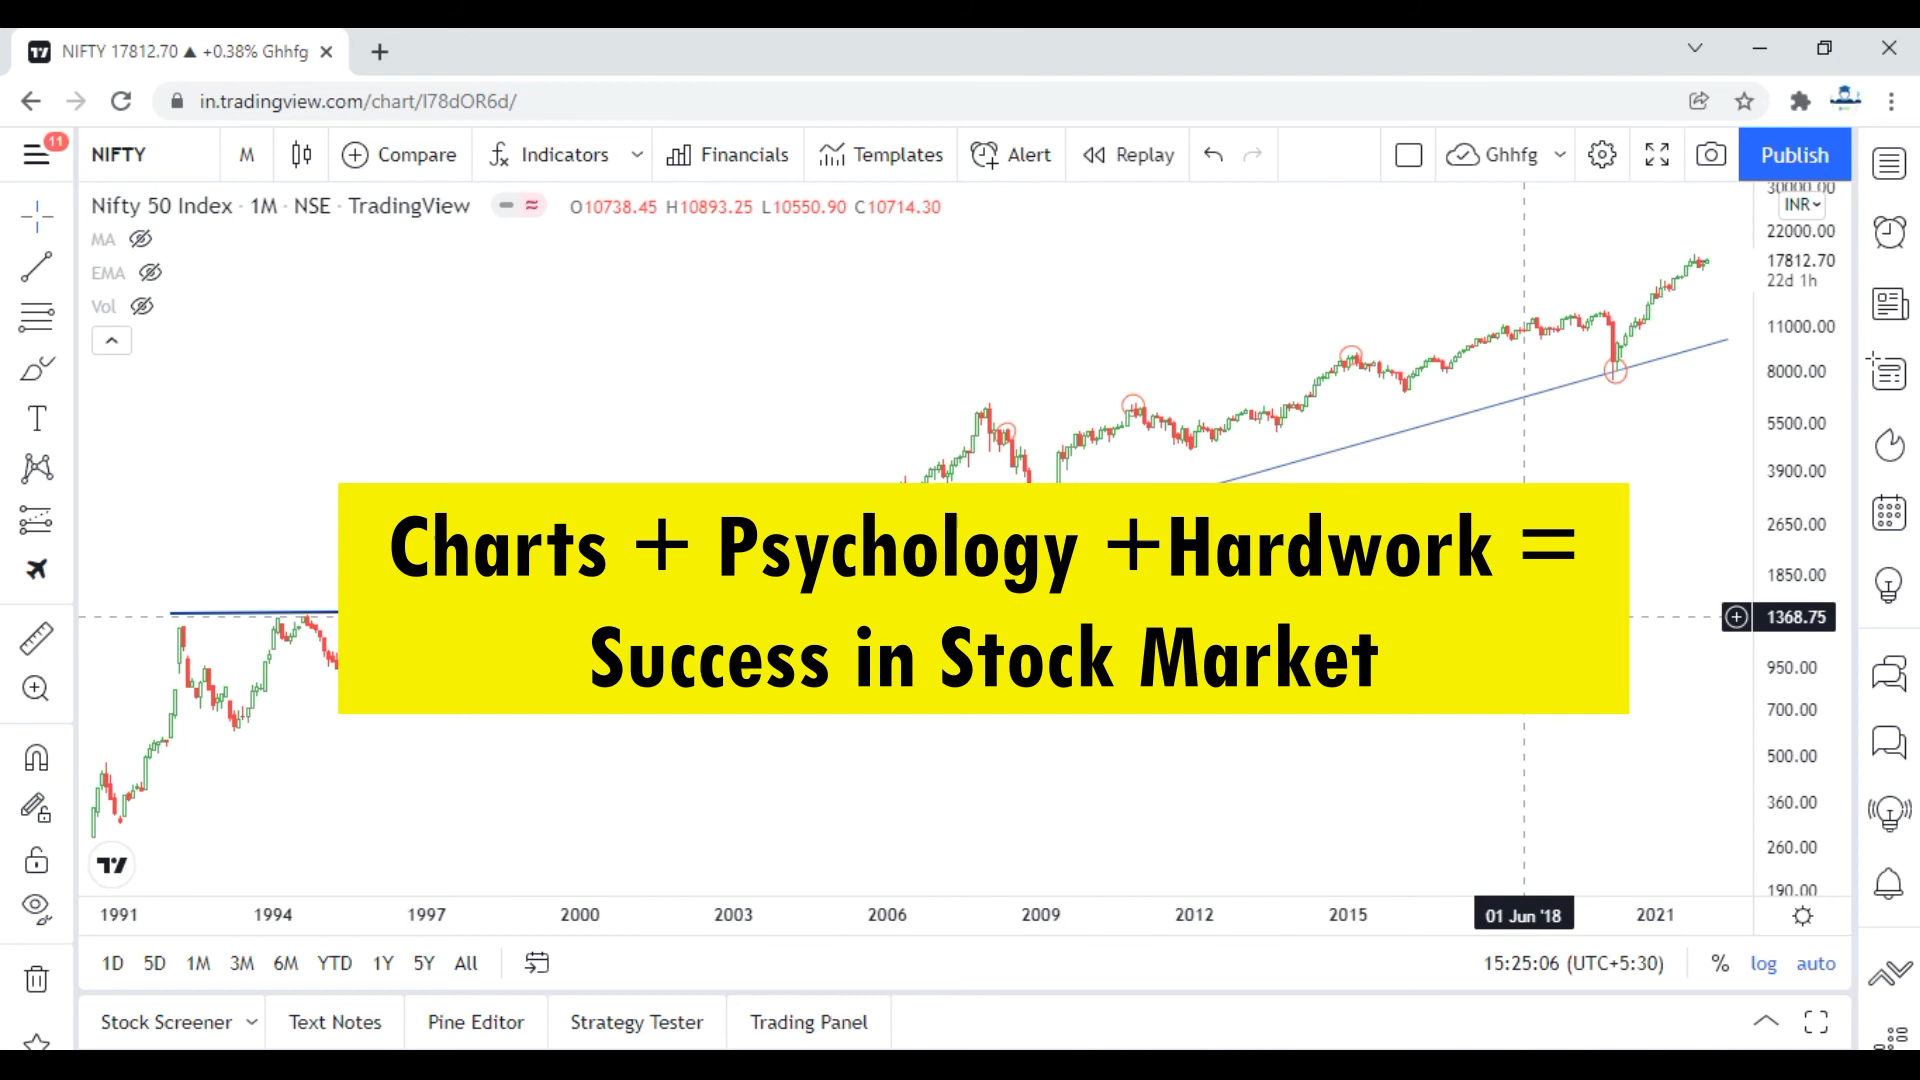 NIFTY 17812.70 ▲ +0.38% Ghhfg
in.tradingview.com/chart/l78dOR6d/
11
NIFTY M Compare Indicators Financials Templates Alert Replay Ghhfg Publish
Nifty 50 Index · 1M · NSE · TradingView O10738.45 H10893.25 L10550.90 C10714.30
MA
EMA
Vol
30000.00
INR
22000.00
17812.70
22d 1h
11000.00
8000.00
5500.00
3900.00
2650.00
1850.00
1368.75
950.00
700.00
500.00
360.00
260.00
190.00
Charts + Psychology +Hardwork =
Success in Stock Market
1991 1994 1997 2000 2003 2006 2009 2012 2015 01 Jun '18 2021
1D 5D 1M 3M 6M YTD 1Y 5Y All 15:25:06 (UTC+5:30) % log auto
Stock Screener Text Notes Pine Editor Strategy Tester Trading Panel